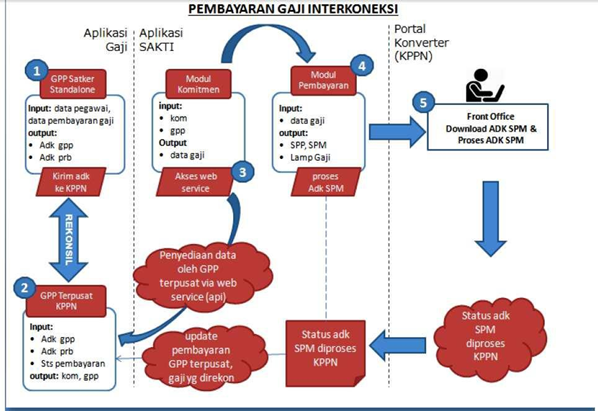 PEMBAYARAN GAJI INTERKONEKSI
Aplikasi
Gaji
Aplikasi
SAKTI
Portal
Konverter
(KPPN)
1
GPP Satker
Standalone
Input: data pegawai,
data pembayaran gaji
output:
• Adk gpp
• Adk prb
Kirim adk
ke KPPN
REKONSIL
2
GPP Terpusat
KPPN
Input:
• Adk gpp
• Adk prb
• Sts pembayaran
output: kom, gpp
Modul
Komitmen
input:
• kom
• gpp
Output
• data gaji
Akses web
service
3
Penyediaan data
oleh GPP
terpusat via web
service (api)
update
pembayaran
GPP terpusat,
gaji yg direkon
4
Modul
Pembayaran
Input:
• data gaji
output:
• SPP, SPM
• Lamp Gaji
proses
Adk SPM
Status adk
SPM diproses
KPPN
5
Front Office
Download ADK SPM &
Proses ADK SPM
Status adk
SPM
diproses
KPPN